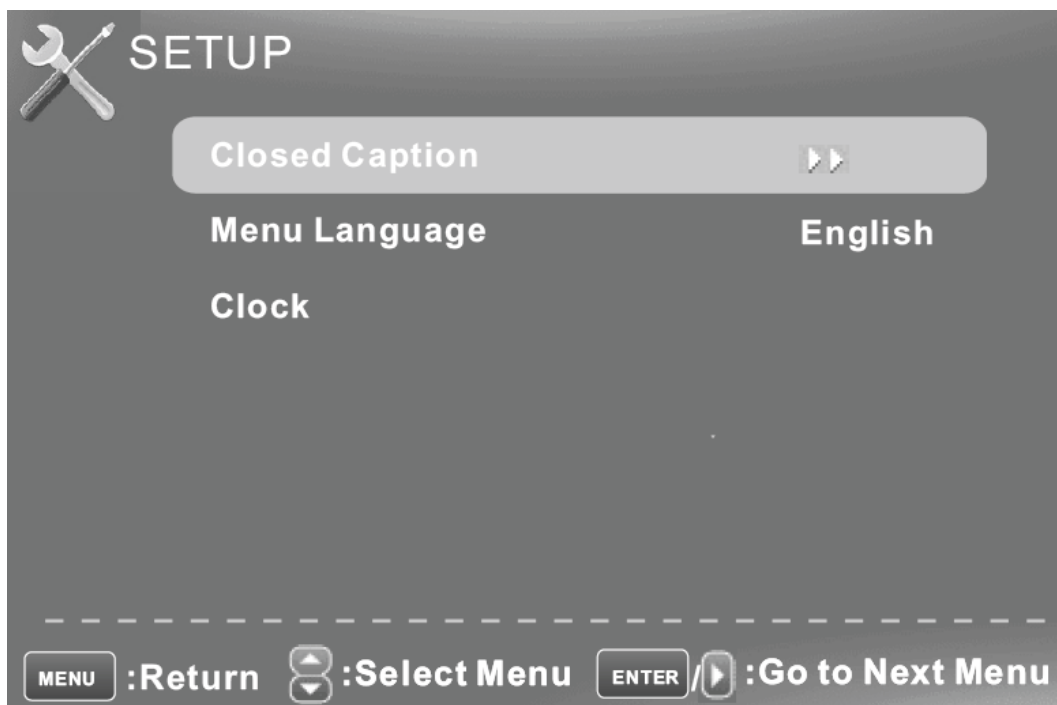 SETUP
Closed Caption
Menu Language English
Clock
MENU :Return :Select Menu ENTER / :Go to Next Menu